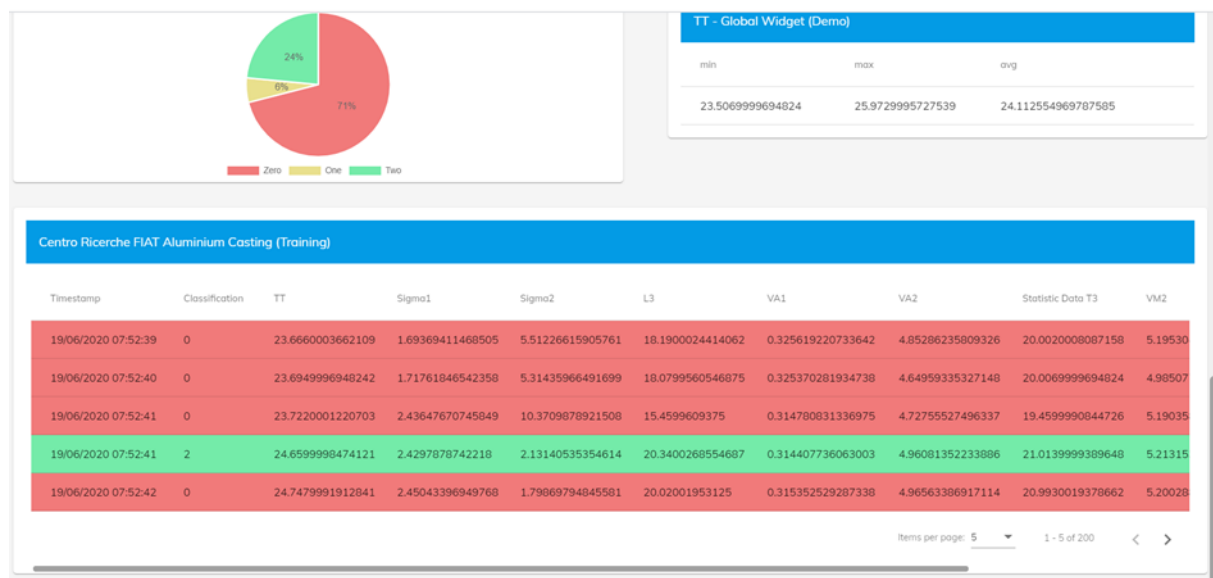 24%
6%
71%
Zero One Two
TT - Global Widget (Demo)
min max avg
23.5069999694824 25.9729995727539 24.112554969787585
Centro Ricerche FIAT Aluminium Casting (Training)
Timestamp Classification TT Sigma1 Sigma2 L3 VA1 VA2 Statistic Data T3 VM2
19/06/2020 07:52:39 0 23.6660003662109 1.69369411468505 5.51226615905761 18.1900024414062 0.325619220733642 4.85286235809326 20.0020008087158 5.19530
19/06/2020 07:52:40 0 23.6949996948242 1.71761846542358 5.31435966491699 18.0799560546875 0.325370281934738 4.64959335327148 20.0069999694824 4.98507
19/06/2020 07:52:41 0 23.7220001220703 2.43647670745849 10.3709878921508 15.4599609375 0.314780831336975 4.72755527496337 19.4599990844726 5.19035
19/06/2020 07:52:41 2 24.6599998474121 2.4297878742218 2.13140535354614 20.3400268554687 0.314407736063003 4.96081352233886 21.0139999389648 5.21315
19/06/2020 07:52:42 0 24.7479991912841 2.45043396949768 1.79869794845581 20.02001953125 0.315352529287338 4.96563386917114 20.9930019378662 5.20028
Items per page: 5 1 - 5 of 200